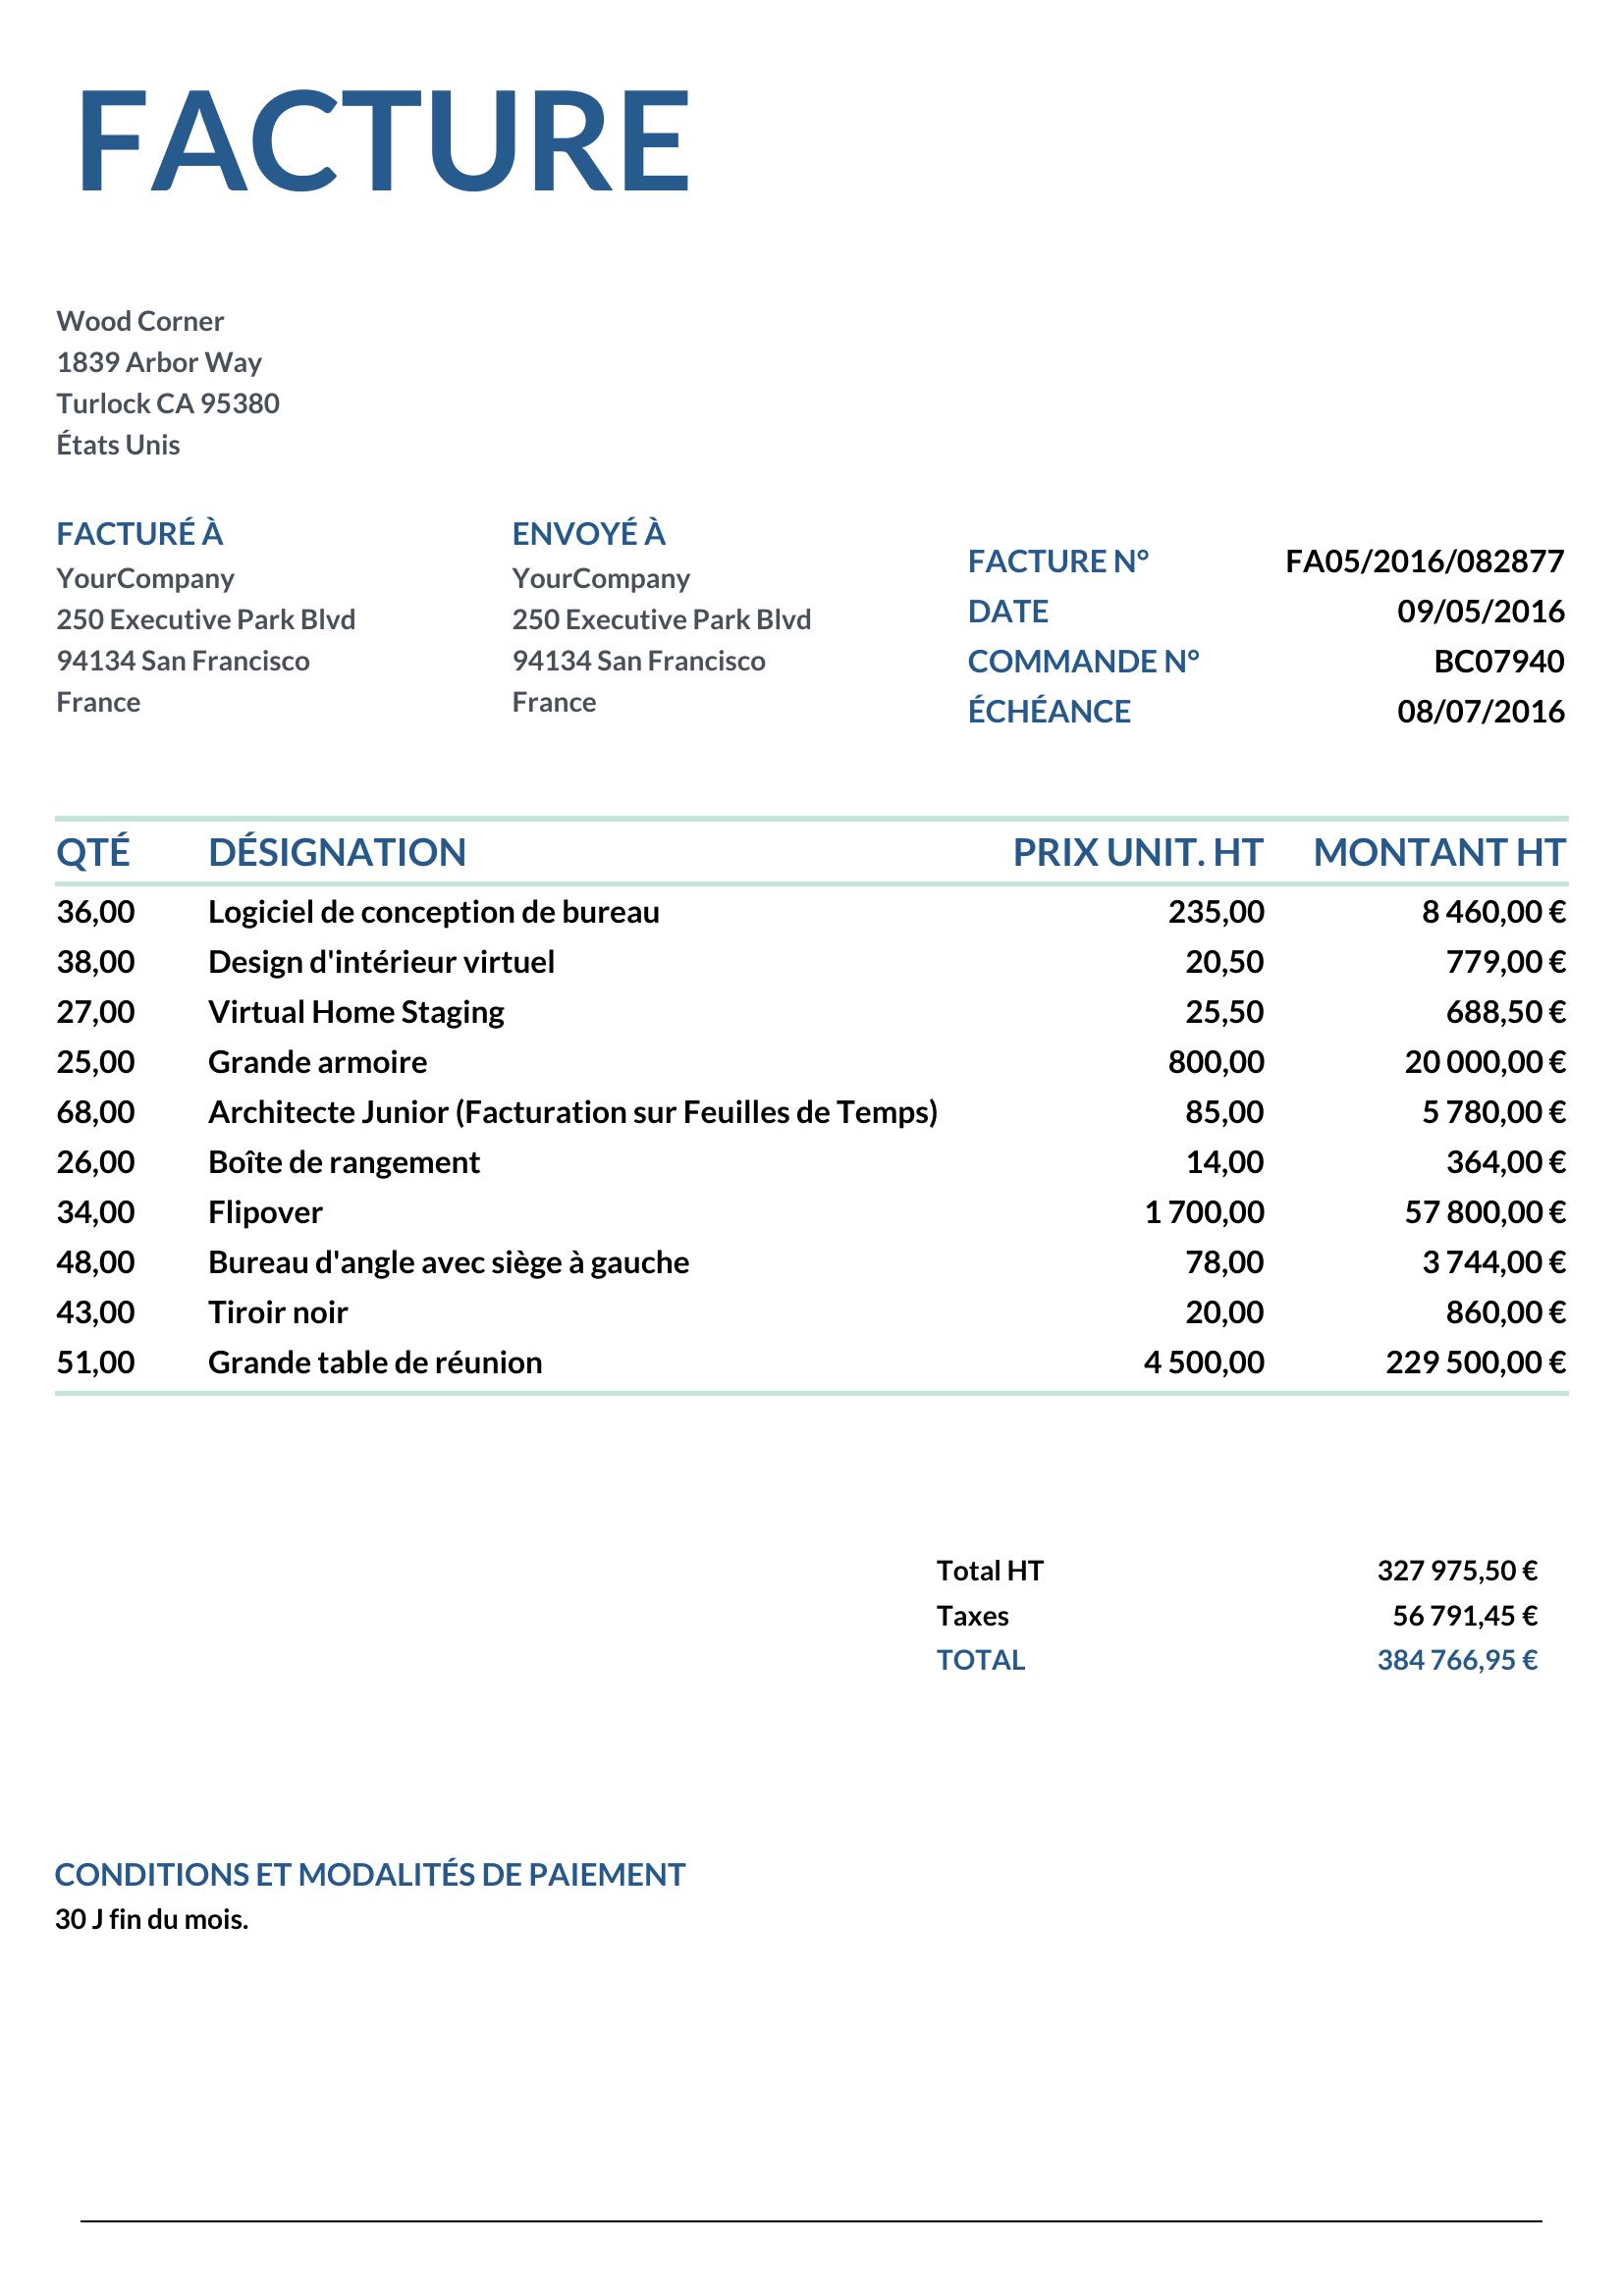 FACTURE
Wood Corner
1839 Arbor Way
Turlock CA 95380
États Unis
FACTURÉ À
YourCompany
250 Executive Park Blvd
94134 San Francisco
France
ENVOYÉ À
YourCompany
250 Executive Park Blvd
94134 San Francisco
France
FACTURE N° FA05/2016/082877
DATE 09/05/2016
COMMANDE N° BC07940
ÉCHÉANCE 08/07/2016
QTÉ DÉSIGNATION PRIX UNIT. HT MONTANT HT
36,00 Logiciel de conception de bureau 235,00 8 460,00 €
38,00 Design d'intérieur virtuel 20,50 779,00 €
27,00 Virtual Home Staging 25,50 688,50 €
25,00 Grande armoire 800,00 20 000,00 €
68,00 Architecte Junior (Facturation sur Feuilles de Temps) 85,00 5 780,00 €
26,00 Boîte de rangement 14,00 364,00 €
34,00 Flipover 1 700,00 57 800,00 €
48,00 Bureau d'angle avec siège à gauche 78,00 3 744,00 €
43,00 Tiroir noir 20,00 860,00 €
51,00 Grande table de réunion 4 500,00 229 500,00 €
Total HT 327 975,50 €
Taxes 56 791,45 €
TOTAL 384 766,95 €
CONDITIONS ET MODALITÉS DE PAIEMENT
30 J fin du mois.